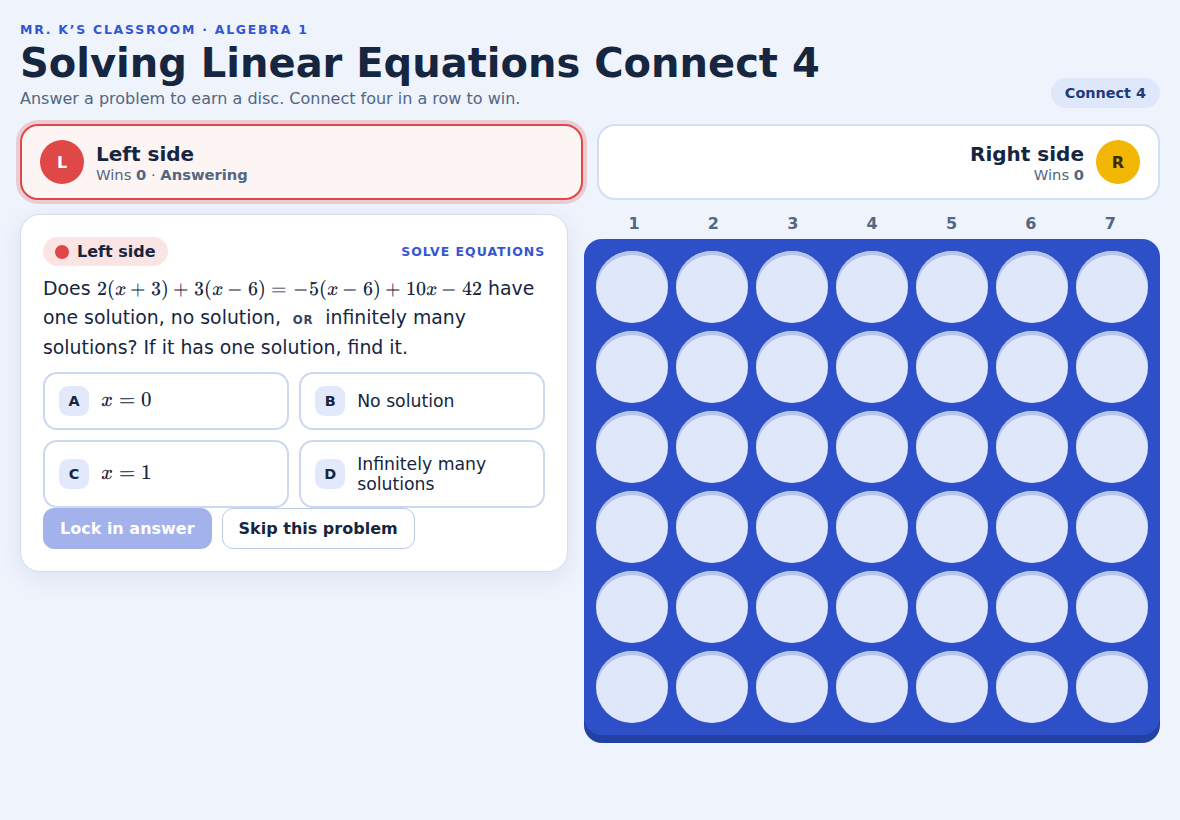 MR. K’S CLASSROOM · ALGEBRA 1
Solving Linear Equations Connect 4
Answer a problem to earn a disc. Connect four in a row to win.
Connect 4
L
Left side
Wins 0 · Answering
Right side
Wins 0
R
Left side
SOLVE EQUATIONS
Does 2(x + 3) + 3(x − 6) = −5(x − 6) + 10x − 42 have
one solution, no solution, OR infinitely many
solutions? If it has one solution, find it.
A x = 0
B No solution
C x = 1
D Infinitely many
solutions
Lock in answer
Skip this problem
1 2 3 4 5 6 7